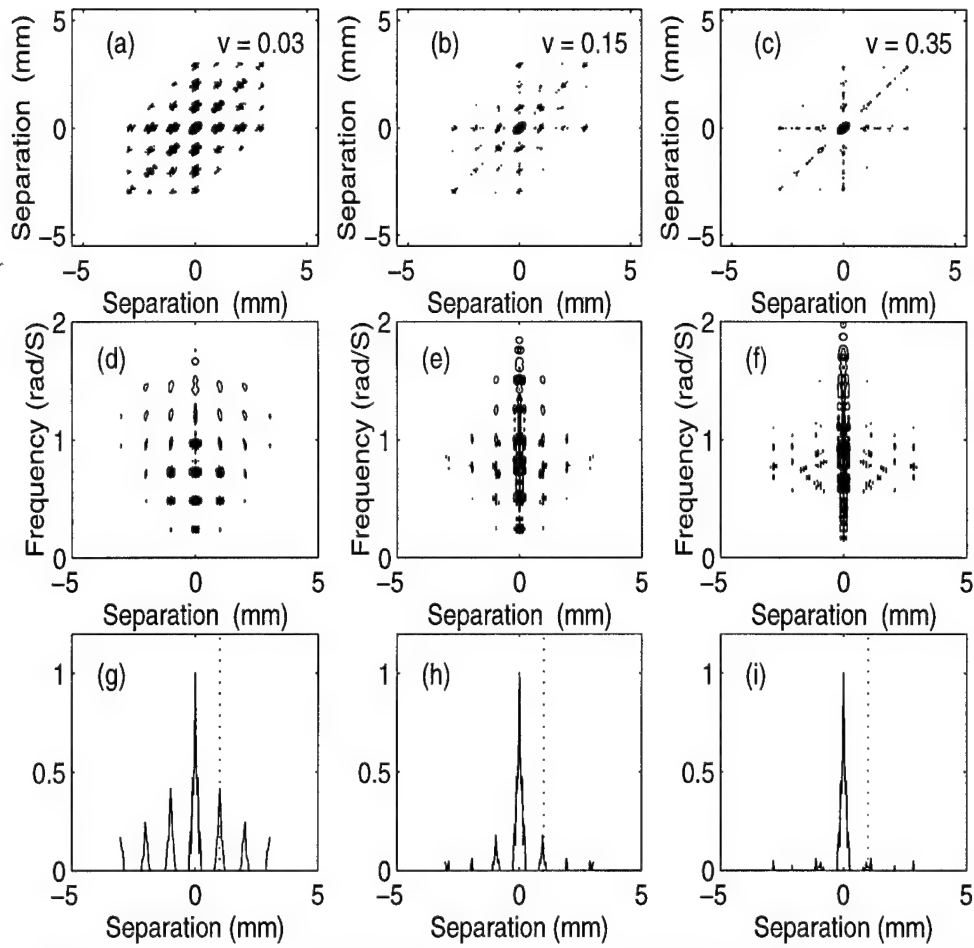 (a) v = 0.03
(b) v = 0.15
(c) v = 0.35
Separation (mm)
5
0
−5
−5 0 5
Separation (mm)
Separation (mm)
5
0
−5
−5 0 5
Separation (mm)
Separation (mm)
5
0
−5
−5 0 5
Separation (mm)
(d)
Frequency (rad/S)
2
1
0
−5 0 5
Separation (mm)
(e)
Frequency (rad/S)
2
1
0
−5 0 5
Separation (mm)
(f)
Frequency (rad/S)
2
1
0
−5 0 5
Separation (mm)
(g)
1
0.5
0
−5 0 5
Separation (mm)
(h)
1
0.5
0
−5 0 5
Separation (mm)
(i)
1
0.5
0
−5 0 5
Separation (mm)